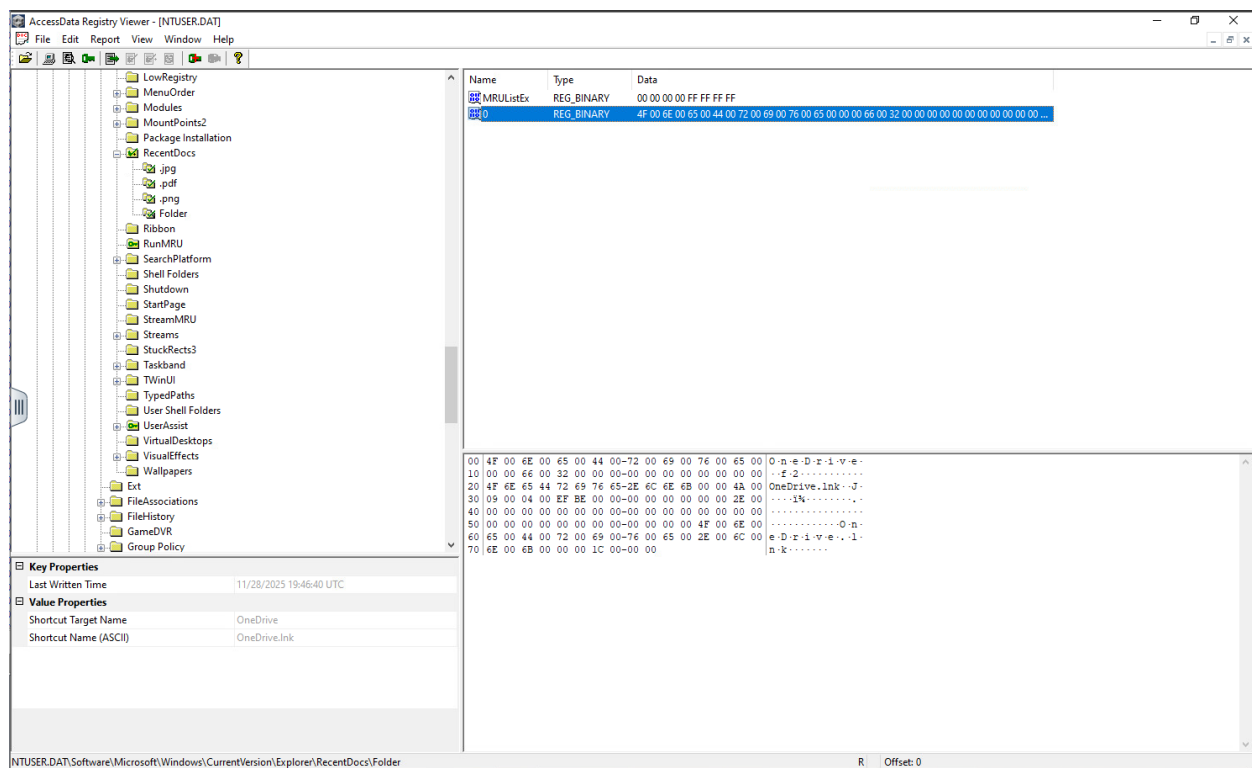 AccessData Registry Viewer - [NTUSER.DAT]
File Edit Report View Window Help
LowRegistry
MenuOrder
Modules
MountPoints2
Package Installation
RecentDocs
.jpg
.pdf
.png
Folder
Ribbon
RunMRU
SearchPlatform
Shell Folders
Shutdown
StartPage
StreamMRU
Streams
StuckRects3
Taskband
TWinUI
TypedPaths
User Shell Folders
UserAssist
VirtualDesktops
VisualEffects
Wallpapers
Ext
FileAssociations
FileHistory
GameDVR
Group Policy
Name Type Data
MRUListEx REG_BINARY 00 00 00 00 FF FF FF FF
0 REG_BINARY 4F 00 6E 00 65 00 44 00 72 00 69 00 76 00 65 00 00 00 66 00 32 00 00 00 00 00 00 00 00 00 00 00 ...
00 4F 00 6E 00 65 00 44 00-72 00 69 00 76 00 65 00 O·n·e·D·r·i·v·e·
10 00 00 66 00 32 00 00 00-00 00 00 00 00 00 00 00 ··f·2···········
20 4F 6E 65 44 72 69 76 65-2E 6C 6E 6B 00 00 4A 00 OneDrive.lnk··J·
30 09 00 04 00 EF BE 00 00-00 00 00 00 00 00 2E 00 ····ï¾········.·
40 00 00 00 00 00 00 00 00-00 00 00 00 00 00 00 00 ················
50 00 00 00 00 00 00 00 00-00 00 00 00 4F 00 6E 00 ············O·n·
60 65 00 44 00 72 00 69 00-76 00 65 00 2E 00 6C 00 e·D·r·i·v·e·.·l·
70 6E 00 6B 00 00 00 1C 00-00 00 n·k·······
Key Properties
Last Written Time 11/28/2025 19:46:40 UTC
Value Properties
Shortcut Target Name OneDrive
Shortcut Name (ASCII) OneDrive.lnk
NTUSER.DAT\Software\Microsoft\Windows\CurrentVersion\Explorer\RecentDocs\Folder R Offset: 0